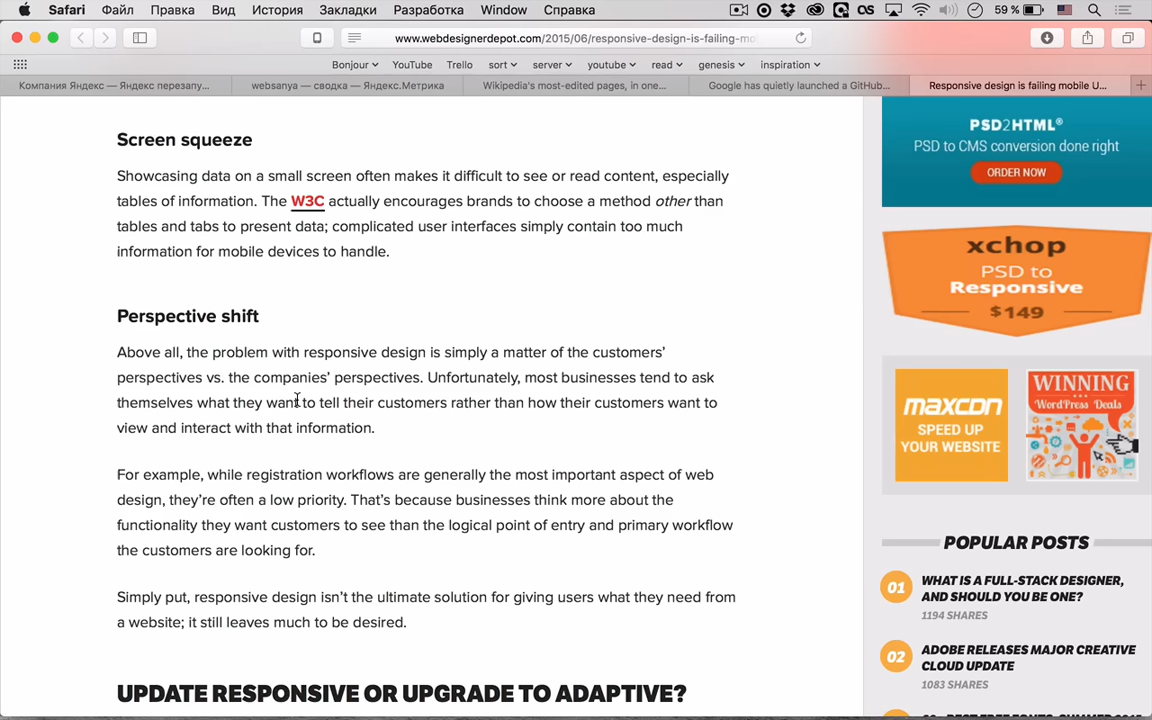 Safari Файл Правка Вид История Закладки Разработка Window Справка 59 %
www.webdesignerdepot.com/2015/06/responsive-design-is-failing-mo
Bonjour YouTube Trello sort server youtube read genesis inspiration
Компания Яндекс — Яндекс перезапу... websanya — сводка — Яндекс.Метрика Wikipedia's most-edited pages, in one... Google has quietly launched a GitHub... Responsive design is failing mobile U...
Screen squeeze
Showcasing data on a small screen often makes it difficult to see or read content, especially
tables of information. The W3C actually encourages brands to choose a method other than
tables and tabs to present data; complicated user interfaces simply contain too much
information for mobile devices to handle.
Perspective shift
Above all, the problem with responsive design is simply a matter of the customers’
perspectives vs. the companies’ perspectives. Unfortunately, most businesses tend to ask
themselves what they want to tell their customers rather than how their customers want to
view and interact with that information.
For example, while registration workflows are generally the most important aspect of web
design, they’re often a low priority. That’s because businesses think more about the
functionality they want customers to see than the logical point of entry and primary workflow
the customers are looking for.
Simply put, responsive design isn’t the ultimate solution for giving users what they need from
a website; it still leaves much to be desired.
UPDATE RESPONSIVE OR UPGRADE TO ADAPTIVE?
PSD2HTML®
PSD to CMS conversion done right
ORDER NOW
xchop
PSD to
Responsive
$149
maxcdn
SPEED UP
YOUR WEBSITE
WINNING
WordPress Deals
POPULAR POSTS
01
WHAT IS A FULL-STACK DESIGNER,
AND SHOULD YOU BE ONE?
1194 SHARES
02
ADOBE RELEASES MAJOR CREATIVE
CLOUD UPDATE
1083 SHARES